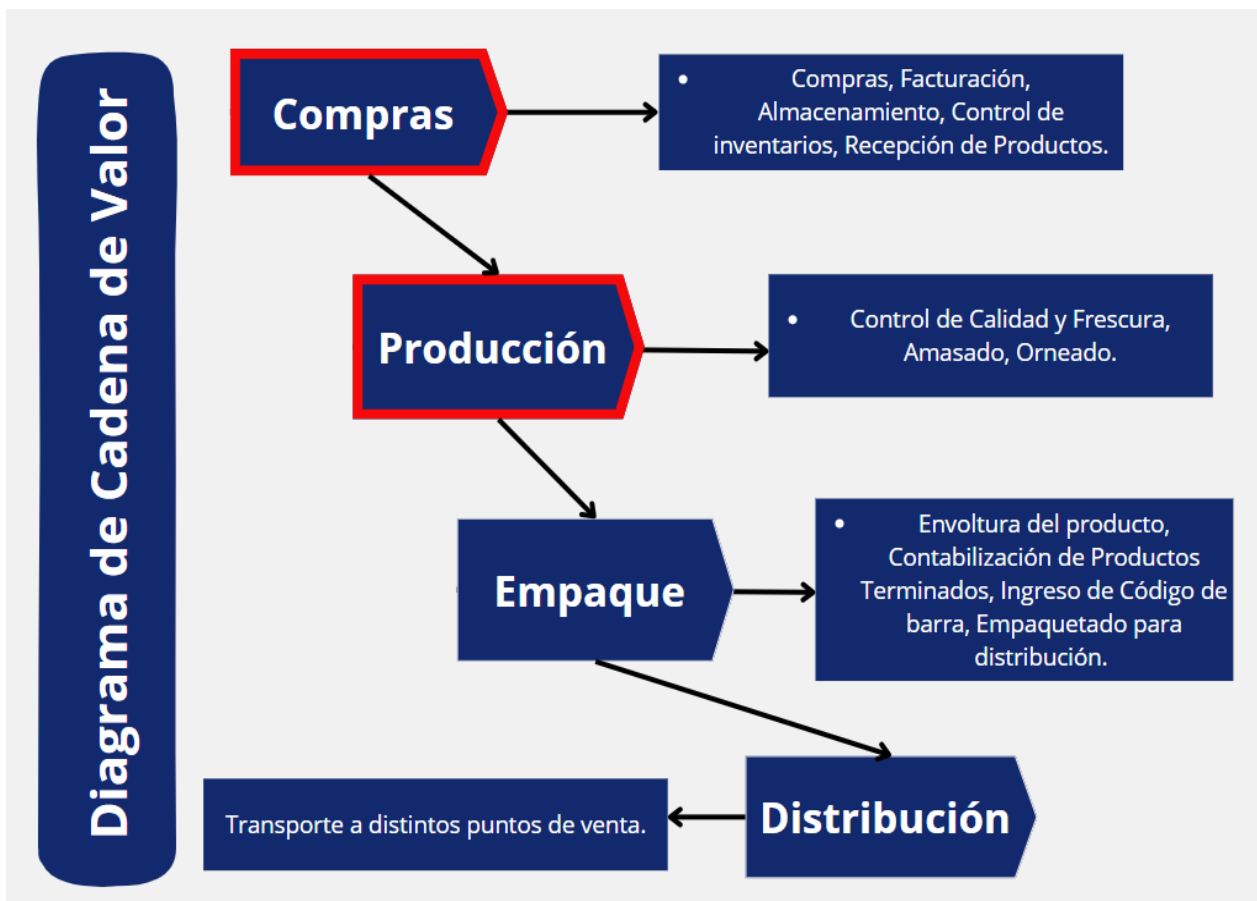 Diagrama de Cadena de Valor
Compras
• Compras, Facturación,
Almacenamiento, Control de
inventarios, Recepción de Productos.
Producción
• Control de Calidad y Frescura,
Amasado, Orneado.
Empaque
• Envoltura del producto,
Contabilización de Productos
Terminados, Ingreso de Código de
barra, Empaquetado para
distribución.
Distribución
Transporte a distintos puntos de venta.